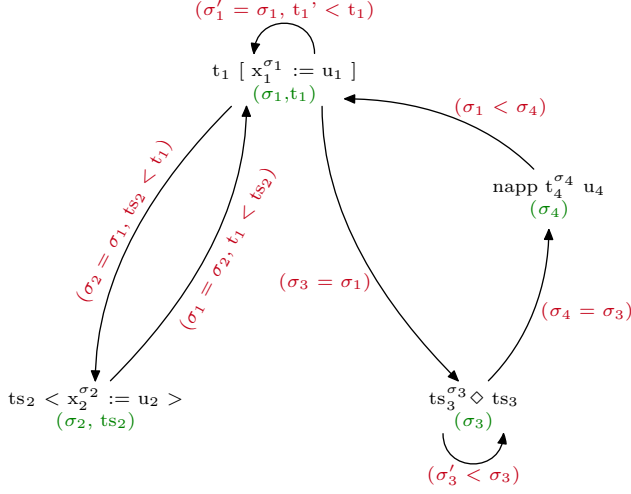 (σ₁′ = σ₁, t₁’ < t₁)
t₁ [ x₁^σ₁ := u₁ ]
(σ₁,t₁)
(σ₁ < σ₄)
(σ₂ = σ₁, ts₂ < t₁)
(σ₁ = σ₂, t₁ < ts₂)
napp t₄^σ₄ u₄
(σ₄)
(σ₃ = σ₁)
(σ₄ = σ₃)
ts₂ < x₂^σ₂ := u₂ >
(σ₂, ts₂)
ts₃^σ₃ ◇ ts₃
(σ₃)
(σ₃′ < σ₃)